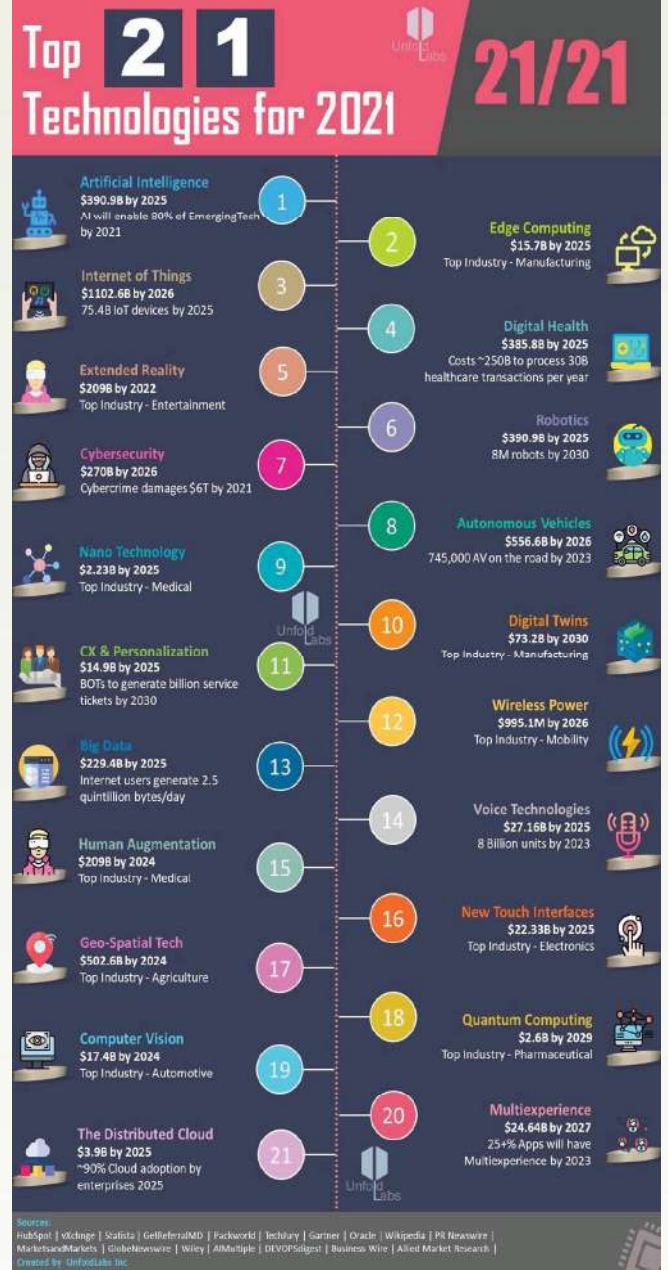 Top 21
Technologies for 2021
Unfold
Labs
21/21
1
Artificial Intelligence
$390.9B by 2025
AI will enable 80% of EmergingTech
by 2021
2
Edge Computing
$15.7B by 2025
Top Industry - Manufacturing
3
Internet of Things
$1102.6B by 2026
75.4B IoT devices by 2025
4
Digital Health
$385.8B by 2025
Costs ~250B to process 30B
healthcare transactions per year
5
Extended Reality
$209B by 2022
Top Industry - Entertainment
6
Robotics
$390.9B by 2025
8M robots by 2030
7
Cybersecurity
$270B by 2026
Cybercrime damages $6T by 2021
8
Autonomous Vehicles
$556.6B by 2026
745,000 AV on the road by 2023
9
Nano Technology
$2.23B by 2025
Top Industry - Medical
Unfold
Labs
10
Digital Twins
$73.2B by 2030
Top Industry - Manufacturing
11
CX & Personalization
$14.9B by 2025
BOTs to generate billion service
tickets by 2030
12
Wireless Power
$995.1M by 2026
Top Industry - Mobility
13
Big Data
$229.4B by 2025
Internet users generate 2.5
quintillion bytes/day
14
Voice Technologies
$27.16B by 2025
8 Billion units by 2023
15
Human Augmentation
$209B by 2024
Top Industry - Medical
16
New Touch Interfaces
$22.33B by 2025
Top Industry - Electronics
17
Geo-Spatial Tech
$502.6B by 2024
Top Industry - Agriculture
18
Quantum Computing
$2.6B by 2029
Top Industry - Pharmaceutical
19
Computer Vision
$17.4B by 2024
Top Industry - Automotive
20
Multiexperience
$24.64B by 2027
25+% Apps will have
Multiexperience by 2023
21
The Distributed Cloud
$3.9B by 2025
~90% Cloud adoption by
enterprises 2025
Unfold
Labs
Sources:
HubSpot | vXchnge | Statista | GetReferralMD | Packworld | TechJury | Gartner | Oracle | Wikipedia | PR Newswire |
MarketsandMarkets | GlobeNewswire | Wiley | AIMultiple | DEVOPSdigest | Business Wire | Allied Market Research |
Created by UnfoldLabs Inc